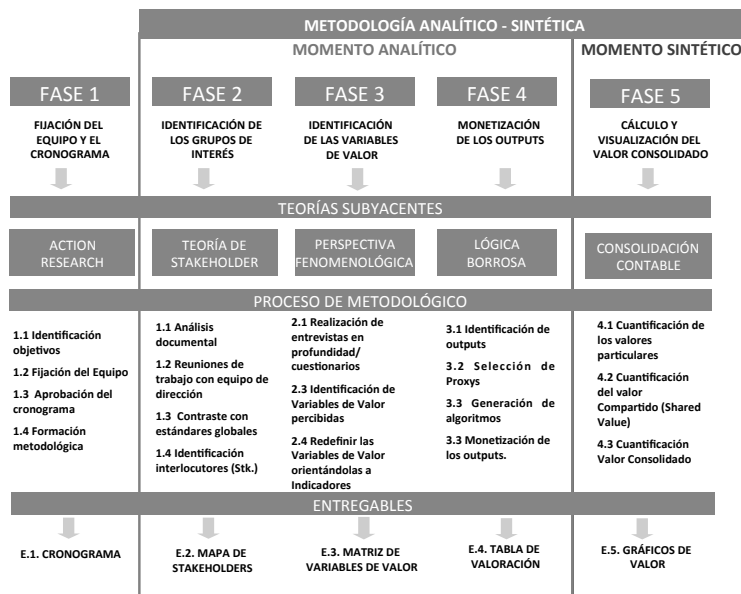 METODOLOGÍA ANALÍTICO - SINTÉTICA
MOMENTO ANALÍTICO
MOMENTO SINTÉTICO
FASE 1
FIJACIÓN DEL
EQUIPO Y EL
CRONOGRAMA
FASE 2
IDENTIFICACIÓN DE
LOS GRUPOS DE
INTERÉS
FASE 3
IDENTIFICACIÓN
DE LAS VARIABLES
DE VALOR
FASE 4
MONETIZACIÓN
DE LOS OUTPUTS
FASE 5
CÁLCULO Y
VISUALIZACIÓN DEL
VALOR CONSOLIDADO
TEORÍAS SUBYACENTES
ACTION
RESEARCH
TEORÍA DE
STAKEHOLDER
PERSPECTIVA
FENOMENOLÓGICA
LÓGICA
BORROSA
CONSOLIDACIÓN
CONTABLE
PROCESO DE METODOLÓGICO
1.1 Identificación
objetivos
1.2 Fijación del Equipo
1.3 Aprobación del
cronograma
1.4 Formación
metodológica
1.1 Análisis
documental
1.2 Reuniones de
trabajo con equipo de
dirección
1.3 Contraste con
estándares globales
1.4 Identificación
interlocutores (Stk.)
2.1 Realización de
entrevistas en
profundidad/
cuestionarios
2.3 Identificación de
Variables de Valor
percibidas
2.4 Redefinir las
Variables de Valor
orientándolas a
Indicadores
3.1 Identificación de
outputs
3.2 Selección de
Proxys
3.3 Generación de
algoritmos
3.3 Monetización de
los outputs.
4.1 Cuantificación de
los valores
particulares
4.2 Cuantificación
del valor
Compartido (Shared
Value)
4.3 Cuantificación
Valor Consolidado
ENTREGABLES
E.1. CRONOGRAMA
E.2. MAPA DE
STAKEHOLDERS
E.3. MATRIZ DE
VARIABLES DE VALOR
E.4. TABLA DE
VALORACIÓN
E.5. GRÁFICOS DE
VALOR